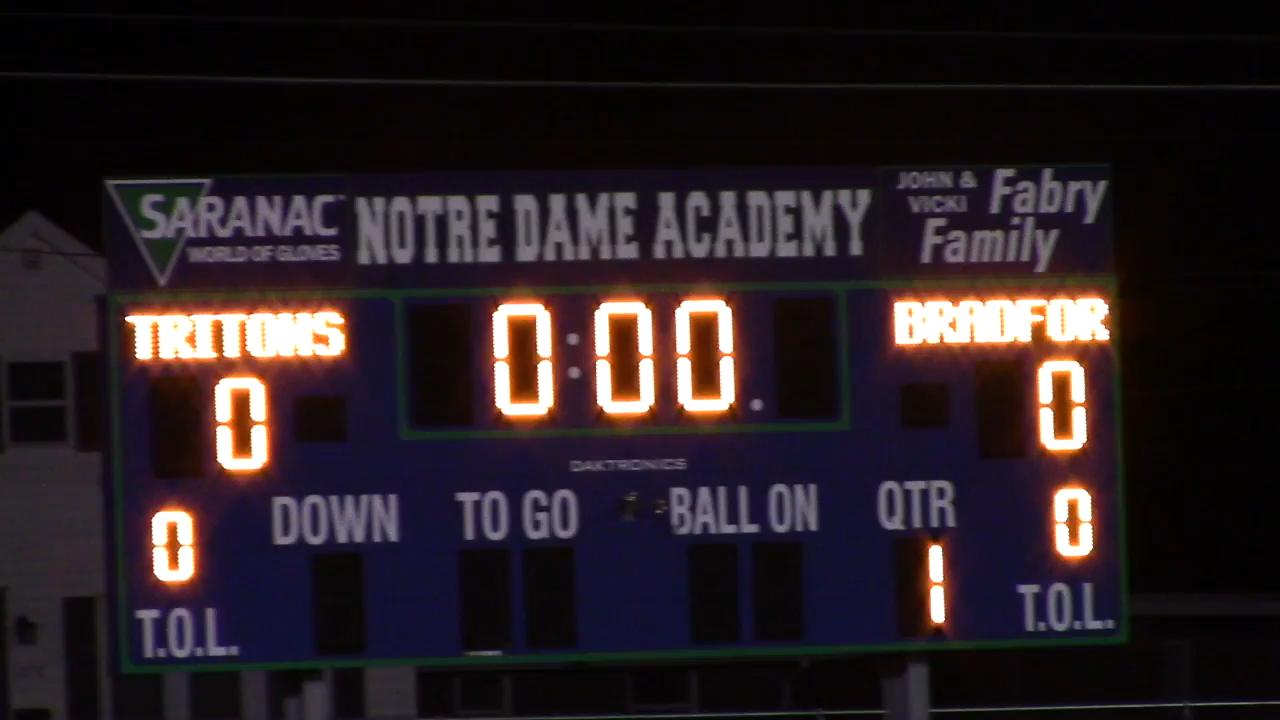 SARANAC
WORLD OF GLOVES
NOTRE DAME ACADEMY
JOHN &
VICKI Fabry
Family
TRITONS
0:00.
BRADFOR
0
0
DAKTRONICS
DOWN
TO GO
BALL ON
QTR
0
1
0
T.O.L.
T.O.L.